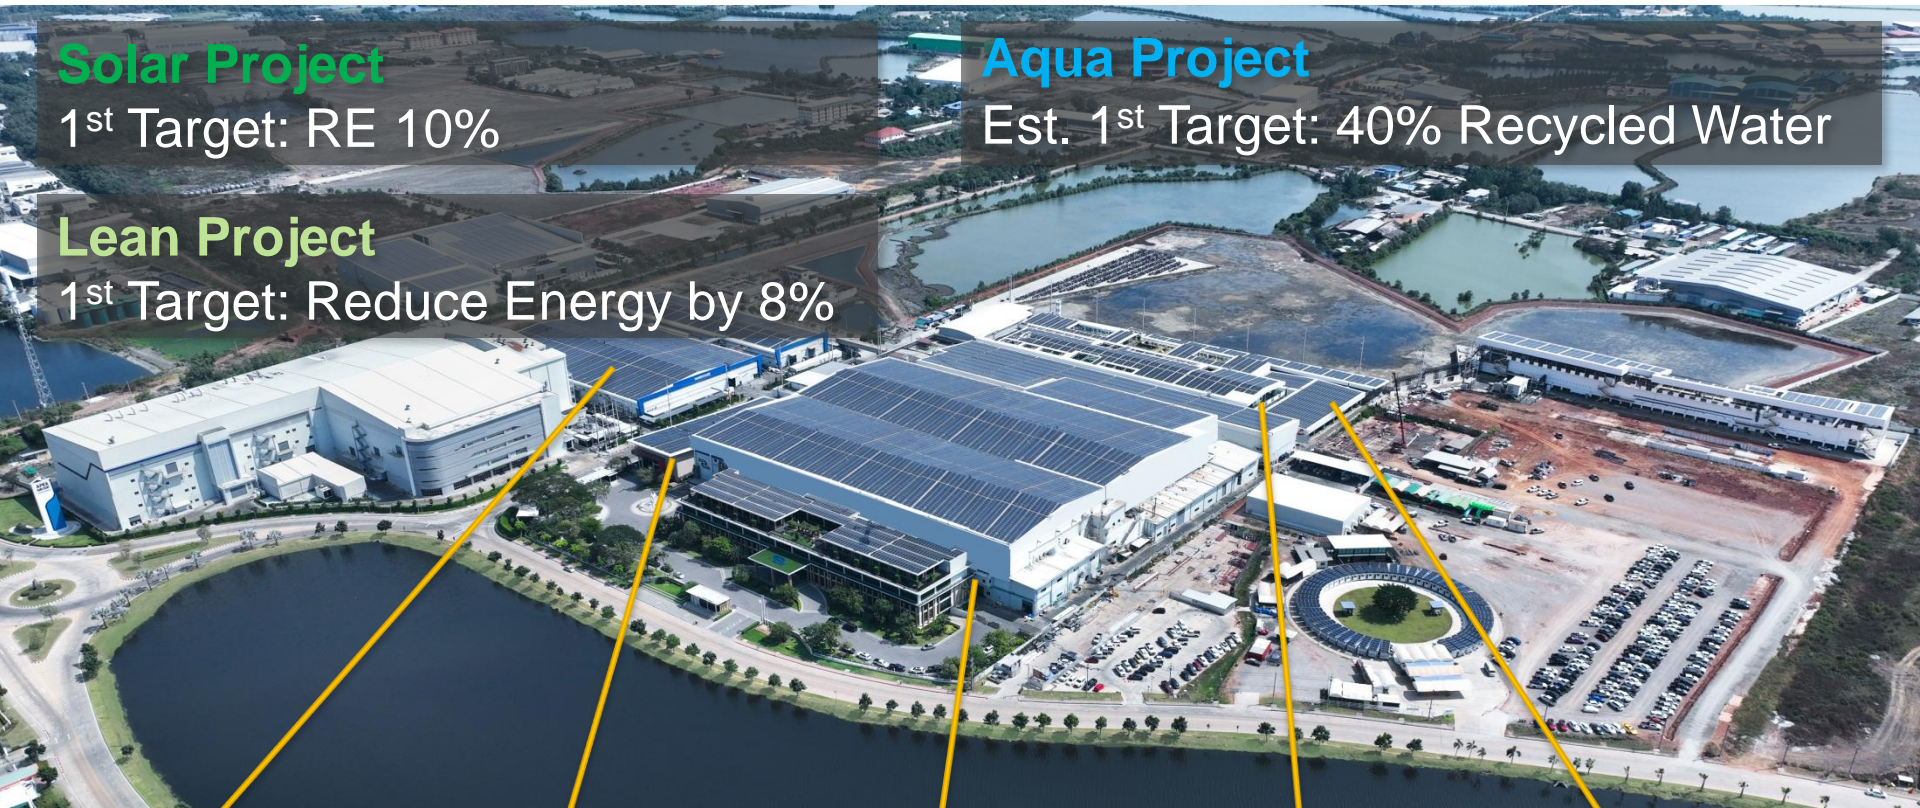 Solar Project
1st Target: RE 10%
Lean Project
1st Target: Reduce Energy by 8%
Aqua Project
Est. 1st Target: 40% Recycled Water